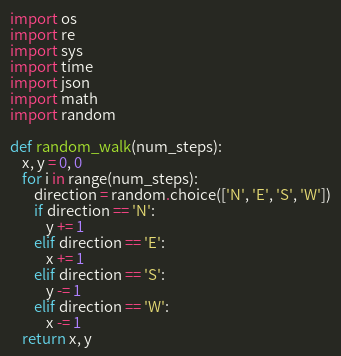 import os
import re
import sys
import time
import json
import math
import random

def random_walk(num_steps):
    x, y = 0, 0
    for i in range(num_steps):
        direction = random.choice(['N', 'E', 'S', 'W'])
        if direction == 'N':
            y += 1
        elif direction == 'E':
            x += 1
        elif direction == 'S':
            y -= 1
        elif direction == 'W':
            x -= 1
    return x, y